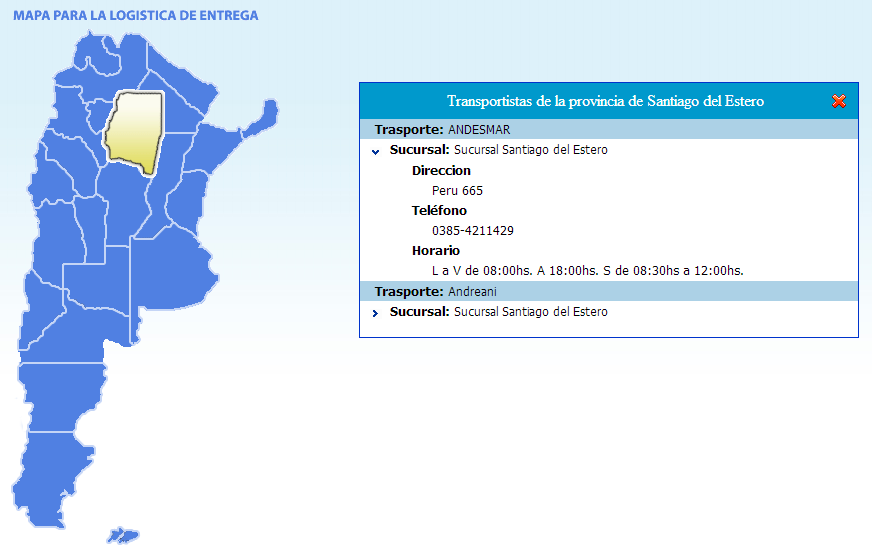 MAPA PARA LA LOGISTICA DE ENTREGA
Transportistas de la provincia de Santiago del Estero
Trasporte: ANDESMAR
Sucursal: Sucursal Santiago del Estero
Direccion
Peru 665
Teléfono
0385-4211429
Horario
L a V de 08:00hs. A 18:00hs. S de 08:30hs a 12:00hs.
Trasporte: Andreani
Sucursal: Sucursal Santiago del Estero